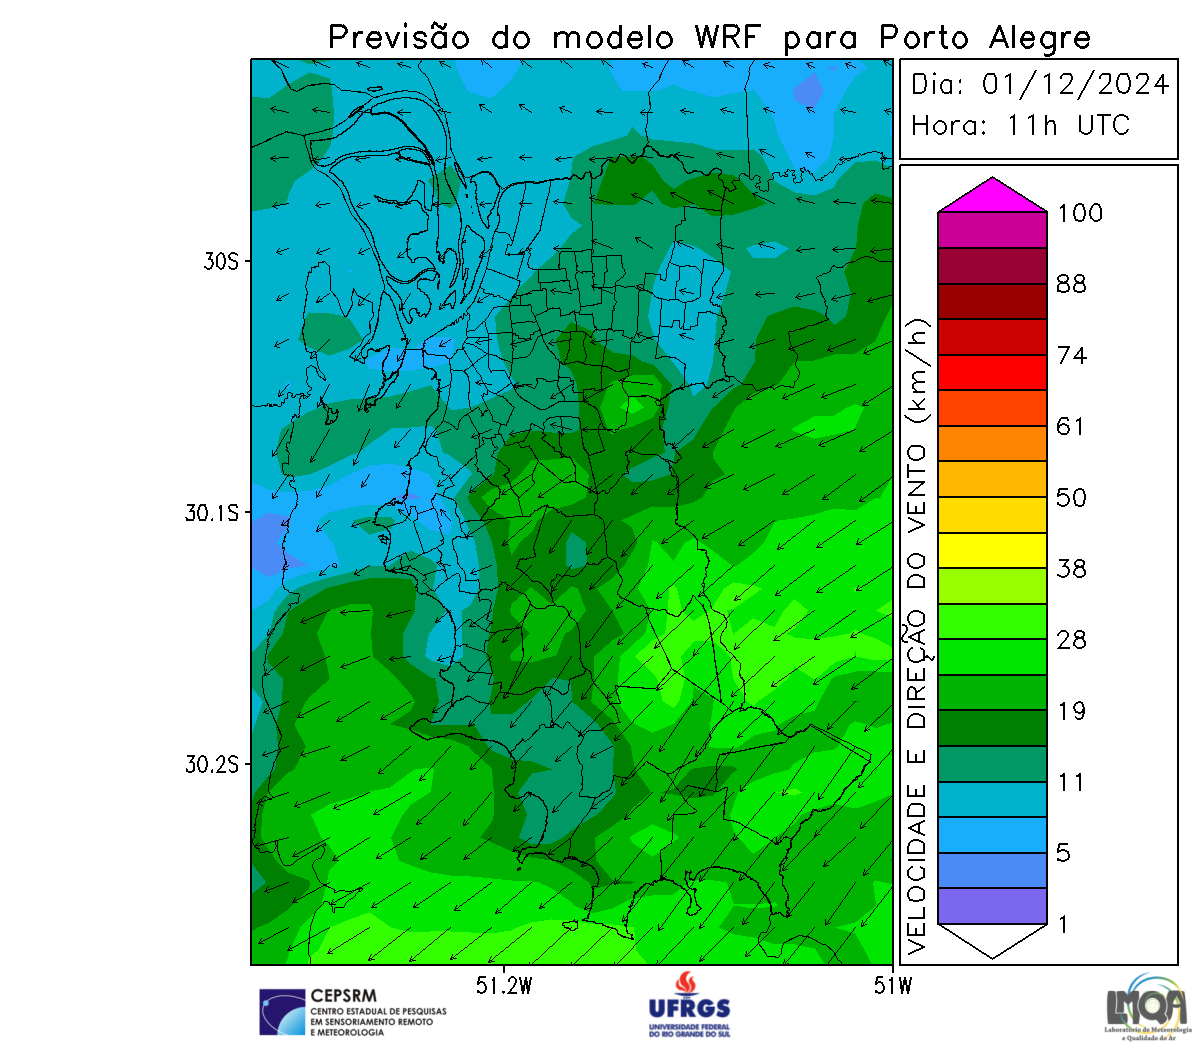 Previsão do modelo WRF para Porto Alegre
Dia: 01/12/2024
Hora: 11h UTC
30S
30.1S
30.2S
51.2W
51W
VELOCIDADE E DIREÇÃO DO VENTO (km/h)
100
88
74
61
50
38
28
19
11
5
1
CEPSRM
CENTRO ESTADUAL DE PESQUISAS
EM SENSORIAMENTO REMOTO
E METEOROLOGIA
UFRGS
UNIVERSIDADE FEDERAL
DO RIO GRANDE DO SUL
LMQA
Laboratório de Meteorologia
e Qualidade do Ar